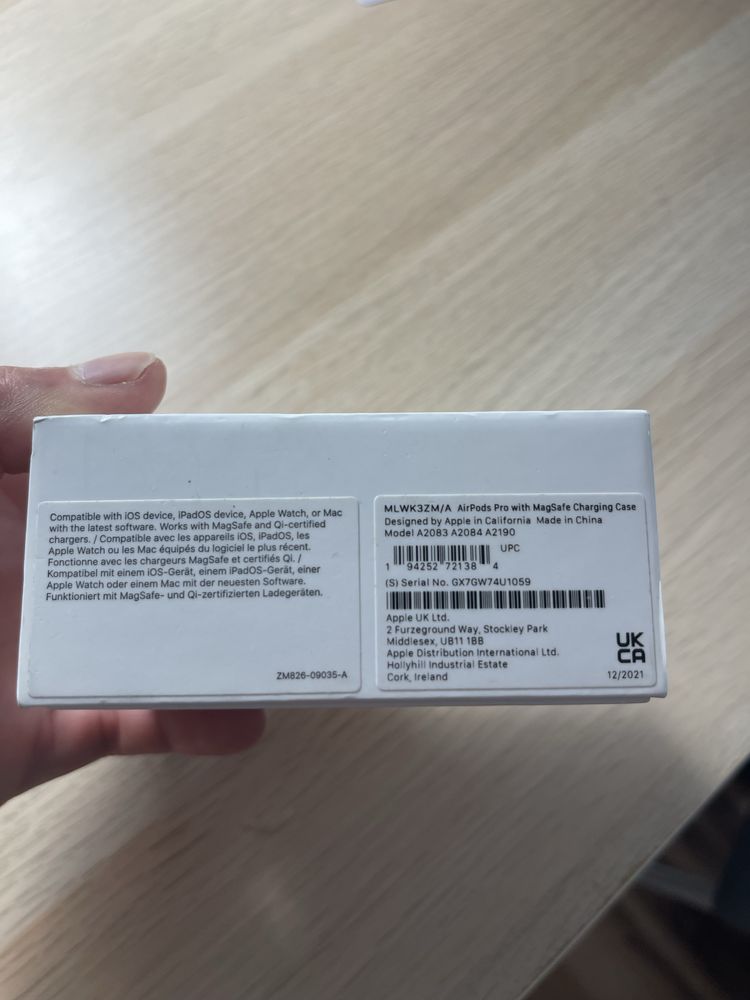 Compatible with iOS device, iPadOS device, Apple Watch, or Mac
with the latest software. Works with MagSafe and Qi-certified
chargers. / Compatible avec les appareils iOS, iPadOS, les
Apple Watch ou les Mac équipés du logiciel le plus récent.
Fonctionne avec les chargeurs MagSafe et certifiés Qi. /
Kompatibel mit einem iOS-Gerät, einem iPadOS-Gerät, einer
Apple Watch oder einem Mac mit der neuesten Software.
Funktioniert mit MagSafe- und Qi-zertifizierten Ladegeräten.
ZM826-09035-A
MLWK3ZM/A AirPods Pro with MagSafe Charging Case
Designed by Apple in California Made in China
Model A2083 A2084 A2190
UPC
1 94252 72138 4
(S) Serial No. GX7GW74U1059
Apple UK Ltd.
2 Furzeground Way, Stockley Park
Middlesex, UB11 1BB
Apple Distribution International Ltd.
Hollyhill Industrial Estate
Cork, Ireland
UK
CA
12/2021